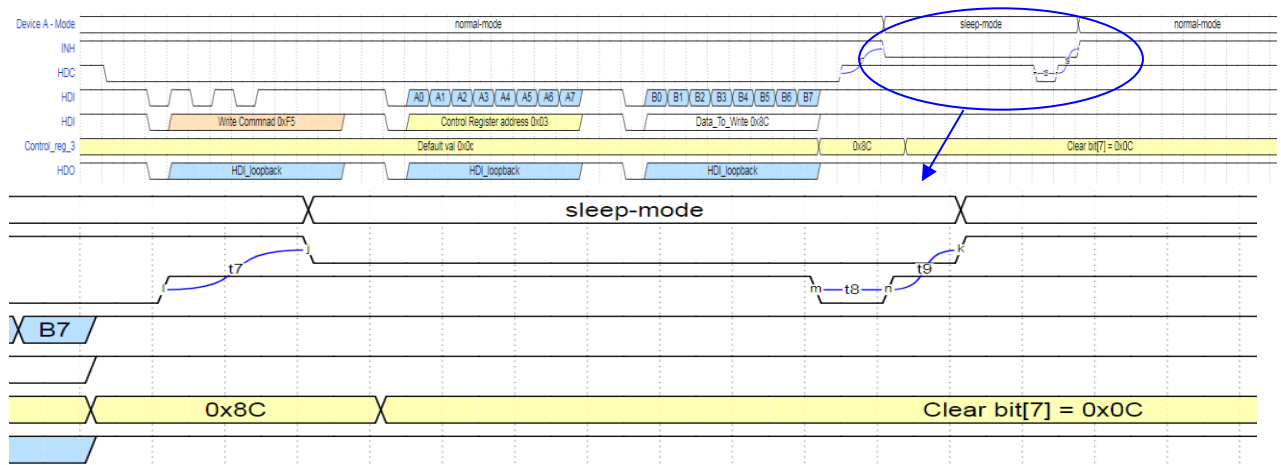 Device A - Mode normal-mode sleep-mode normal-mode
INH
HDC t8
HDI A0 A1 A2 A3 A4 A5 A6 A7 B0 B1 B2 B3 B4 B5 B6 B7
HDI Write Commnad 0xF5 Control Register address 0x03 Data_To_Write 0x8C
Control_reg_3 Default val 0x0c 0x8C Clear bit[7] = 0x0C
HDO HDI_loopback HDI_loopback HDI_loopback
sleep-mode
j k
t7 t9
l m t8 n
B7
0x8C Clear bit[7] = 0x0C